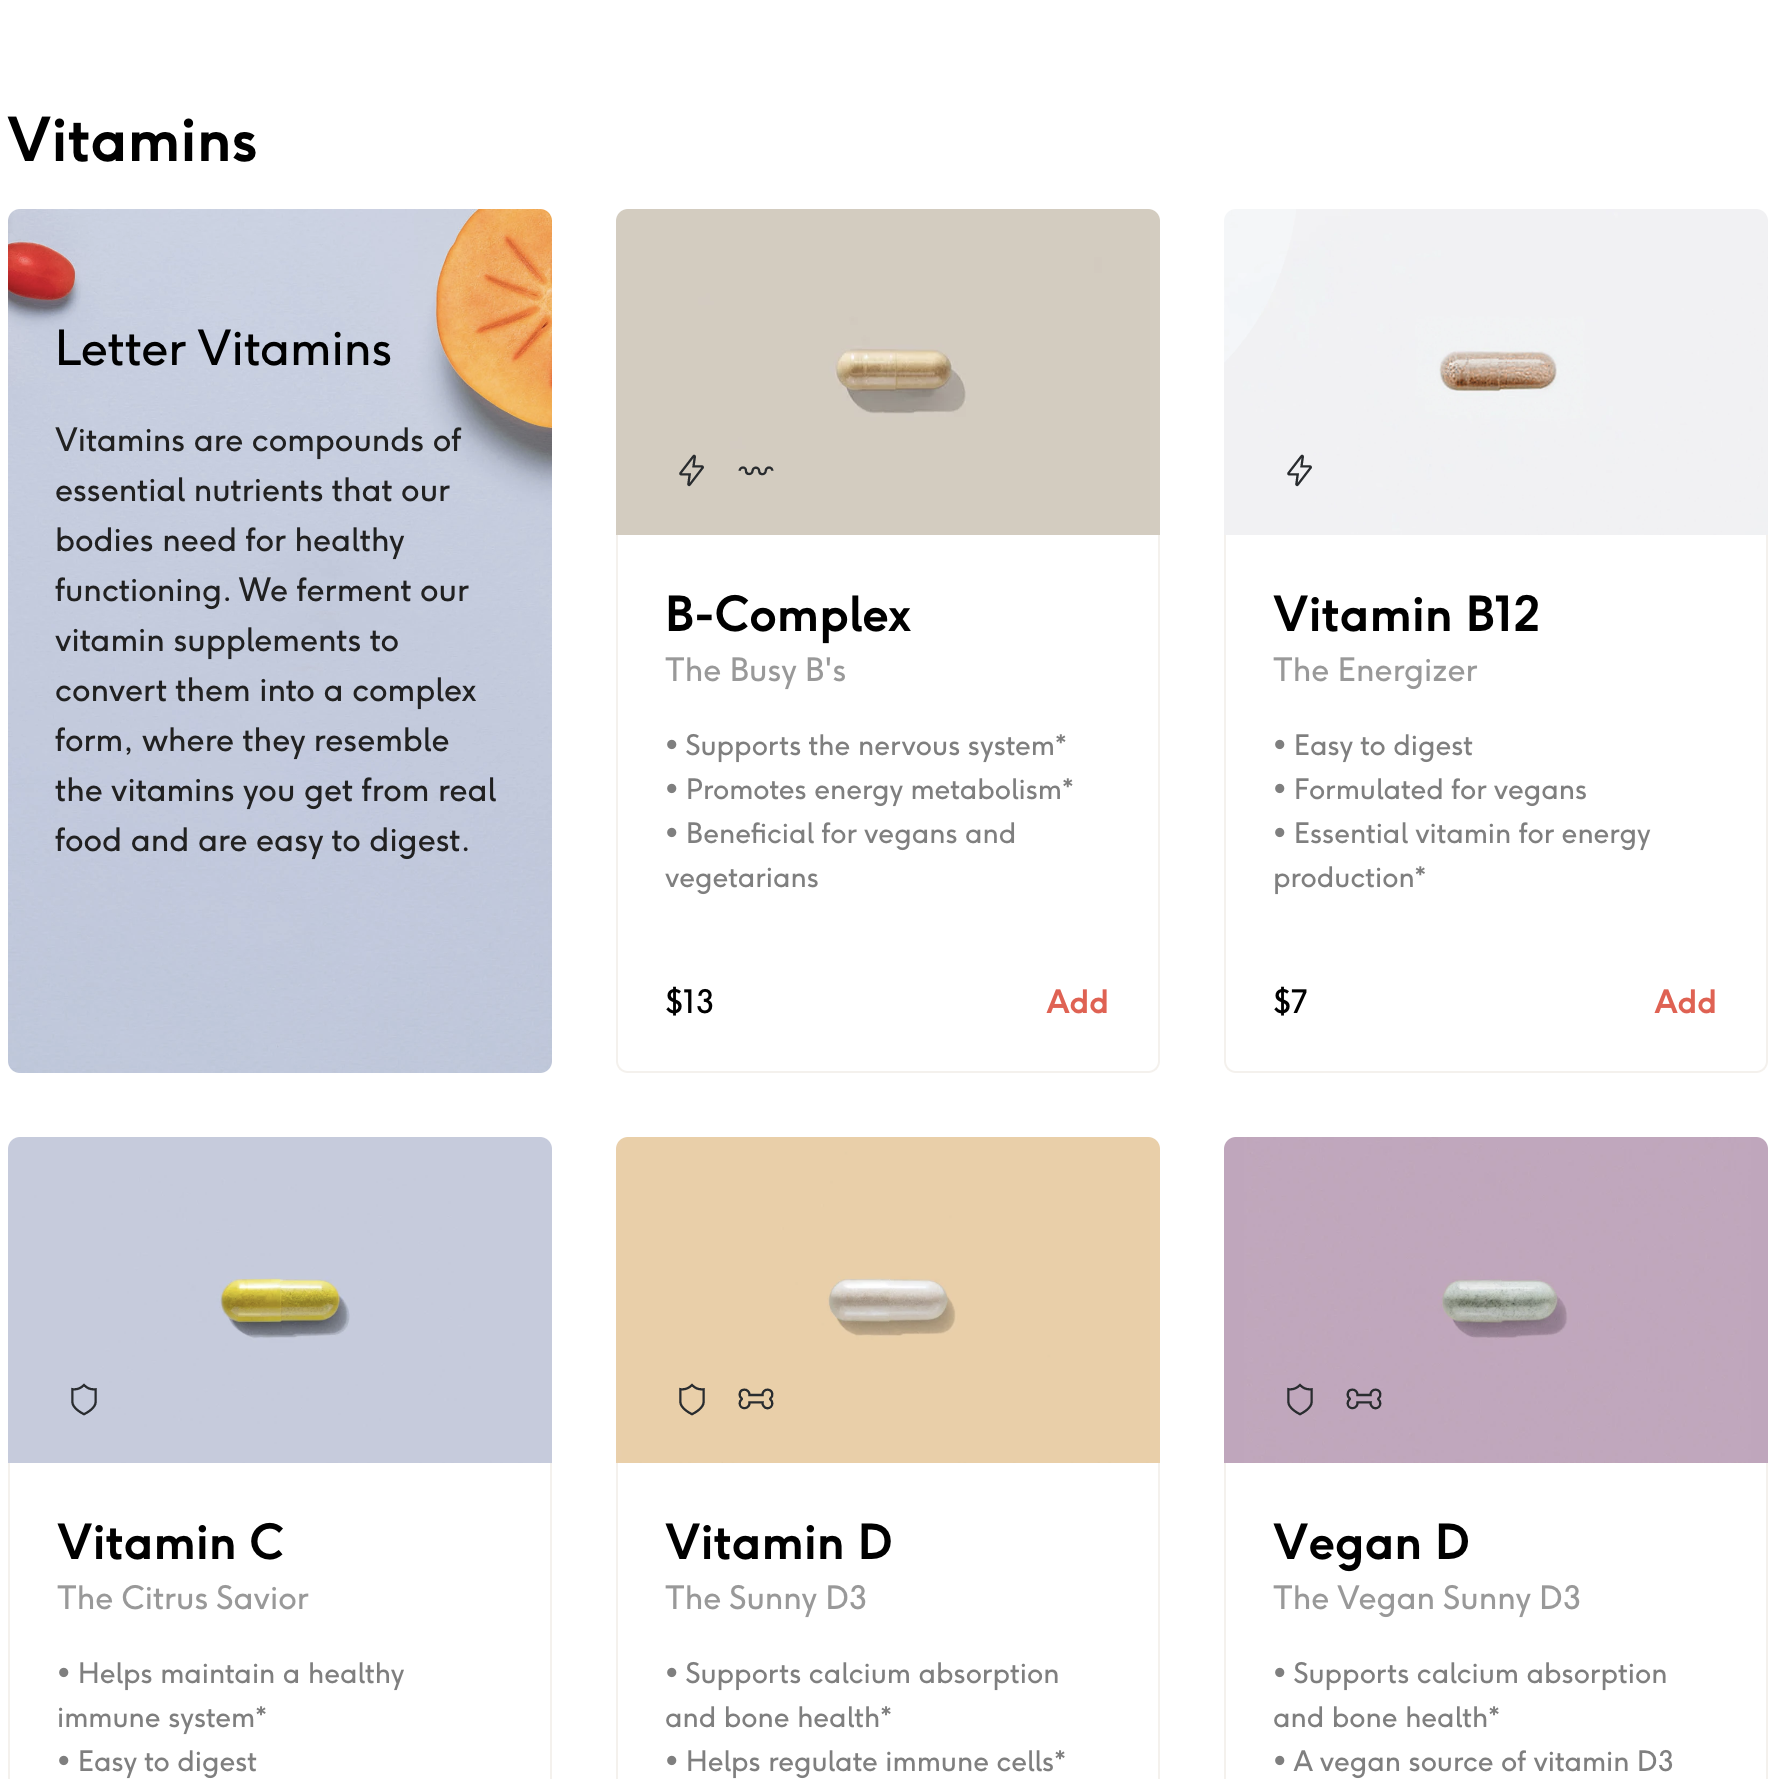 Vitamins
Letter Vitamins
Vitamins are compounds of
essential nutrients that our
bodies need for healthy
functioning. We ferment our
vitamin supplements to
convert them into a complex
form, where they resemble
the vitamins you get from real
food and are easy to digest.
B-Complex
The Busy B's
• Supports the nervous system*
• Promotes energy metabolism*
• Beneficial for vegans and
vegetarians
$13
Add
Vitamin B12
The Energizer
• Easy to digest
• Formulated for vegans
• Essential vitamin for energy
production*
$7
Add
Vitamin C
The Citrus Savior
• Helps maintain a healthy
immune system*
• Easy to digest
Vitamin D
The Sunny D3
• Supports calcium absorption
and bone health*
• Helps regulate immune cells*
Vegan D
The Vegan Sunny D3
• Supports calcium absorption
and bone health*
• A vegan source of vitamin D3